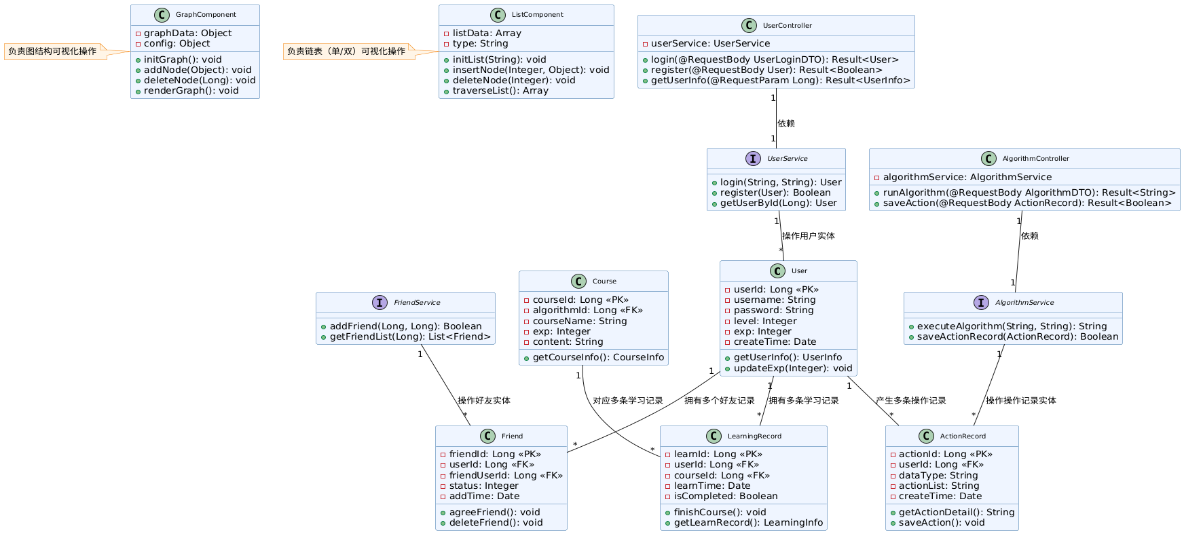 负责图结构可视化操作
C GraphComponent
graphData: Object
config: Object
initGraph(): void
addNode(Object): void
deleteNode(Long): void
renderGraph(): void
负责链表（单/双）可视化操作
C ListComponent
listData: Array
type: String
initList(String): void
insertNode(Integer, Object): void
deleteNode(Integer): void
traverseList(): Array
C UserController
userService: UserService
login(@RequestBody UserLoginDTO): Result<User>
register(@RequestBody User): Result<Boolean>
getUserInfo(@RequestParam Long): Result<UserInfo>
1
依赖
1
I UserService
login(String, String): User
register(User): Boolean
getUserById(Long): User
C AlgorithmController
algorithmService: AlgorithmService
runAlgorithm(@RequestBody AlgorithmDTO): Result<String>
saveAction(@RequestBody ActionRecord): Result<Boolean>
1
操作用户实体
*
1
依赖
1
I FriendService
addFriend(Long, Long): Boolean
getFriendList(Long): List<Friend>
C Course
courseId: Long «PK»
algorithmId: Long «FK»
courseName: String
exp: Integer
content: String
getCourseInfo(): CourseInfo
C User
userId: Long «PK»
username: String
password: String
level: Integer
exp: Integer
createTime: Date
getUserInfo(): UserInfo
updateExp(Integer): void
I AlgorithmService
executeAlgorithm(String, String): String
saveActionRecord(ActionRecord): Boolean
1
操作好友实体
*
1
对应多条学习记录
*
1
拥有多个好友记录
*
1
拥有多条学习记录
*
1
产生多条操作记录
*
1
操作操作记录实体
*
C Friend
friendId: Long «PK»
userId: Long «FK»
friendUserId: Long «FK»
status: Integer
addTime: Date
agreeFriend(): void
deleteFriend(): void
C LearningRecord
learnId: Long «PK»
userId: Long «FK»
courseId: Long «FK»
learnTime: Date
isCompleted: Boolean
finishCourse(): void
getLearnRecord(): LearningInfo
C ActionRecord
actionId: Long «PK»
userId: Long «FK»
dataType: String
actionList: String
createTime: Date
getActionDetail(): String
saveAction(): void